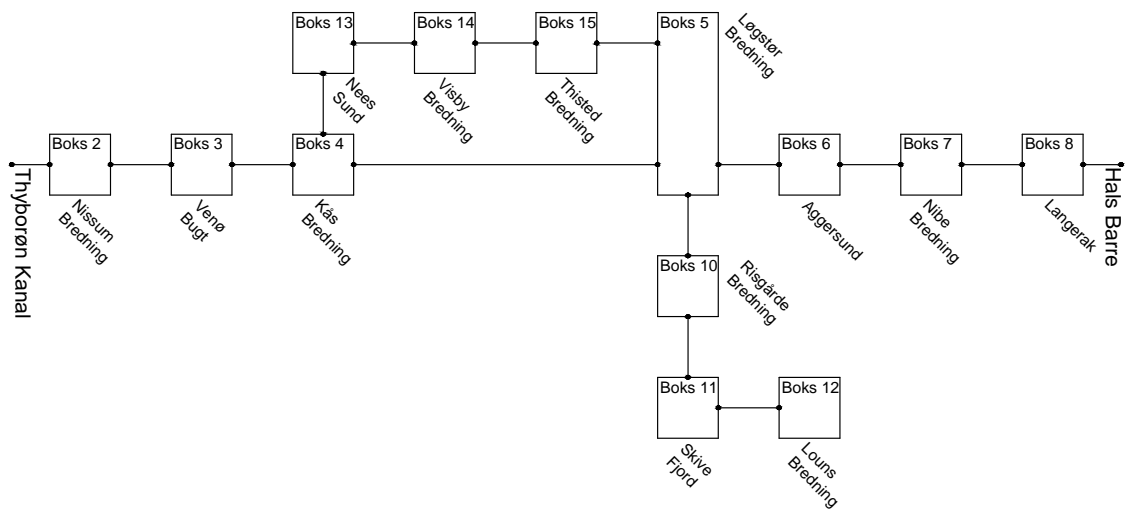 Boks 13
Boks 14
Boks 15
Boks 5
Løgstør
Bredning
Nees
Sund
Visby
Bredning
Thisted
Bredning
Boks 2
Boks 3
Boks 4
Boks 6
Boks 7
Boks 8
Thyborøn Kanal
Nissum
Bredning
Venø
Bugt
Kås
Bredning
Aggersund
Nibe
Bredning
Langerak
Hals Barre
Boks 10
Risgårde
Bredning
Boks 11
Boks 12
Skive
Fjord
Louns
Bredning